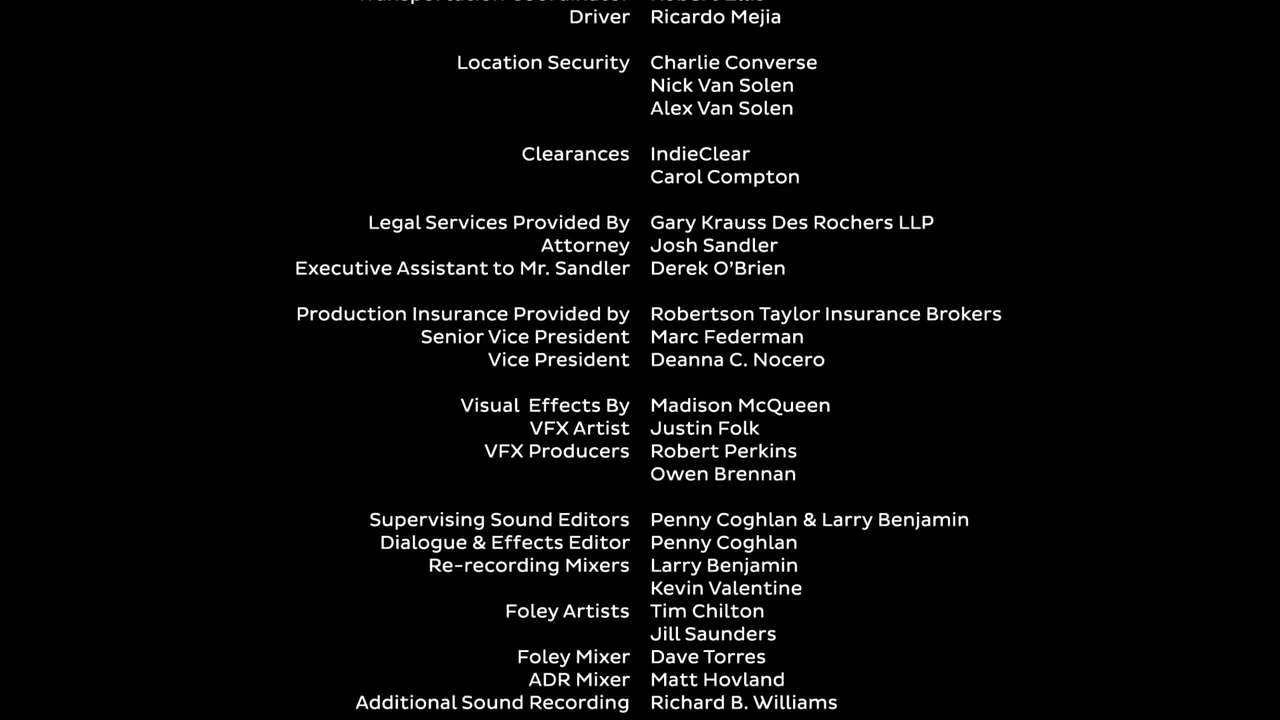 Driver Ricardo Mejia
Location Security Charlie Converse
Nick Van Solen
Alex Van Solen
Clearances IndieClear
Carol Compton
Legal Services Provided By Gary Krauss Des Rochers LLP
Attorney Josh Sandler
Executive Assistant to Mr. Sandler Derek O’Brien
Production Insurance Provided by Robertson Taylor Insurance Brokers
Senior Vice President Marc Federman
Vice President Deanna C. Nocero
Visual Effects By Madison McQueen
VFX Artist Justin Folk
VFX Producers Robert Perkins
Owen Brennan
Supervising Sound Editors Penny Coghlan & Larry Benjamin
Dialogue & Effects Editor Penny Coghlan
Re-recording Mixers Larry Benjamin
Kevin Valentine
Foley Artists Tim Chilton
Jill Saunders
Foley Mixer Dave Torres
ADR Mixer Matt Hovland
Additional Sound Recording Richard B. Williams